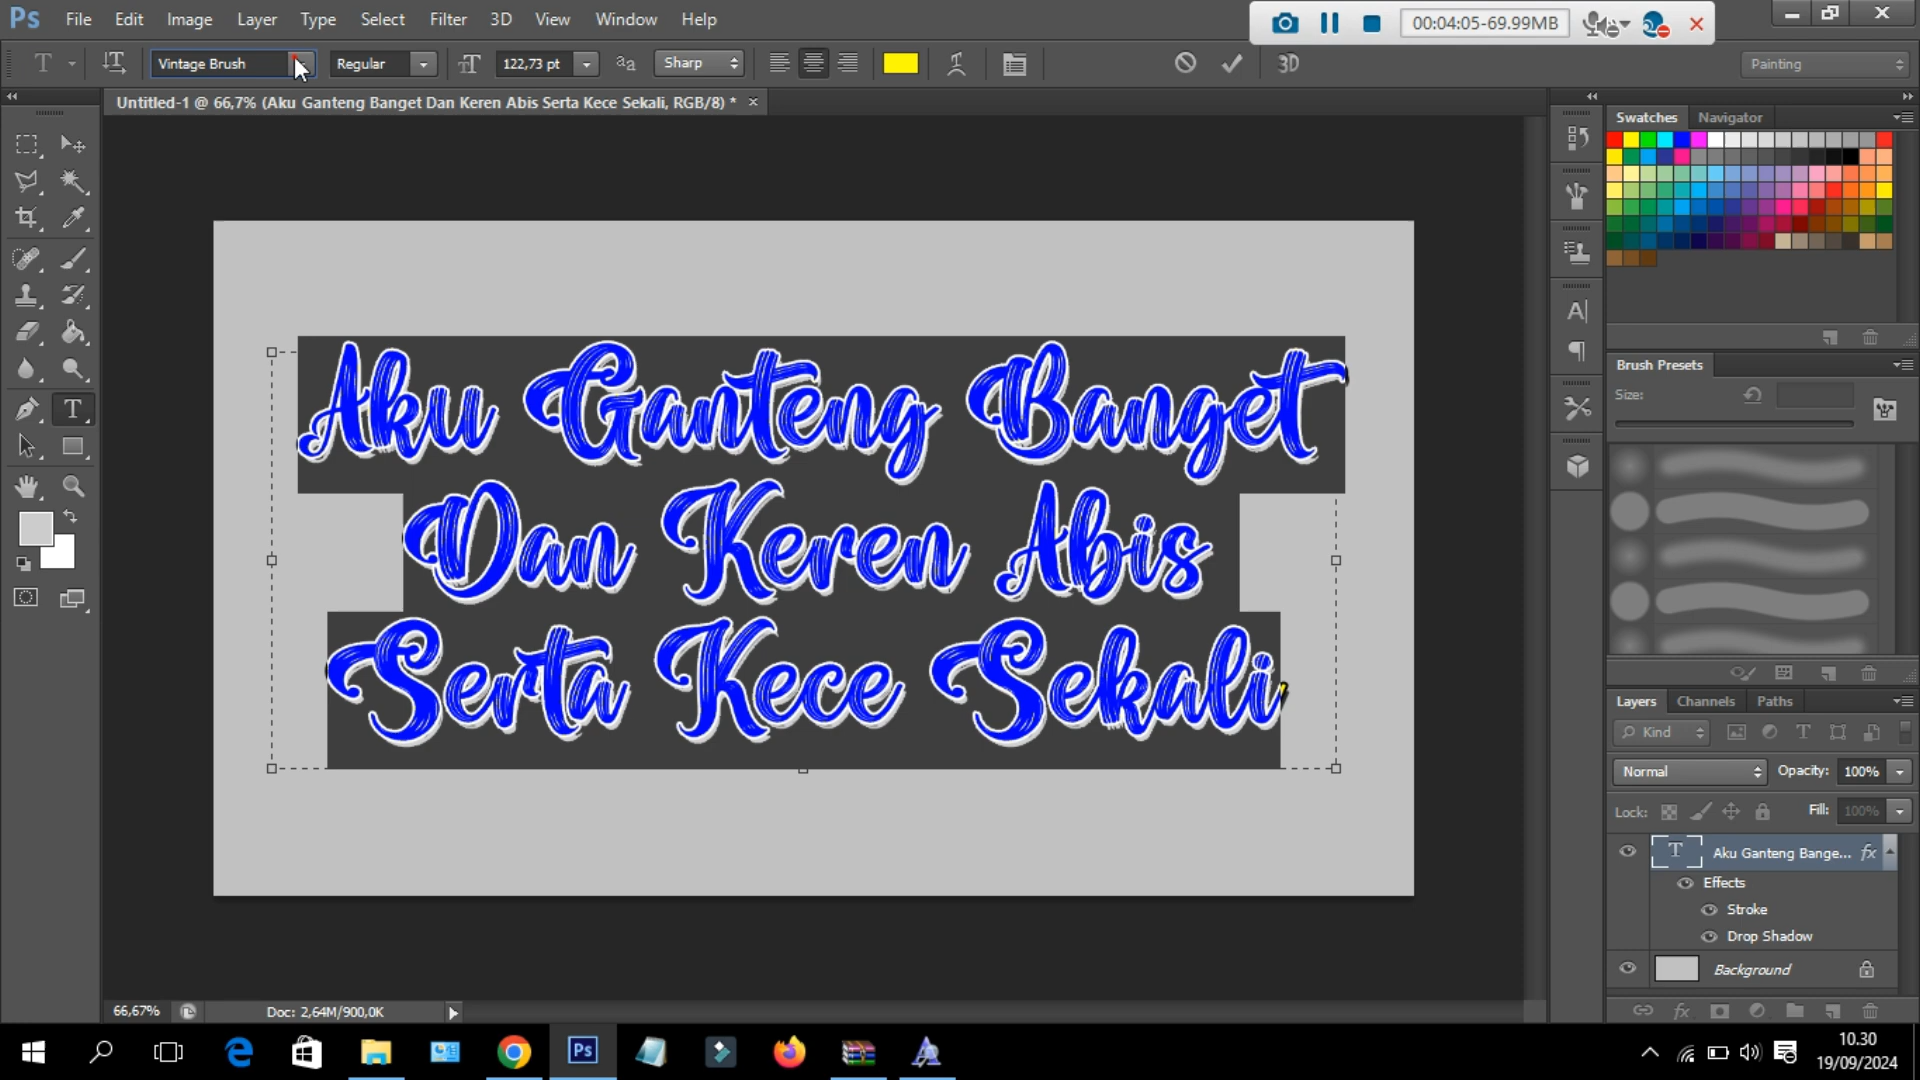 Ps File Edit Image Layer Type Select Filter 3D View Window Help
00:04:05-69.99MB
T Vintage Brush Regular 122,73 pt aa Sharp 3D Painting
Untitled-1 @ 66,7% (Aku Ganteng Banget Dan Keren Abis Serta Kece Sekali, RGB/8) *
Swatches Navigator
Aku Ganteng Banget
Dan Keren Abis
Serta Kece Sekali
Brush Presets
Size:
Layers Channels Paths
Kind
Normal Opacity: 100%
Lock: Fill: 100%
T Aku Ganteng Bange... fx
Effects
Stroke
Drop Shadow
Background
66,67% Doc: 2,64M/900,0K
Ps
10.30
19/09/2024